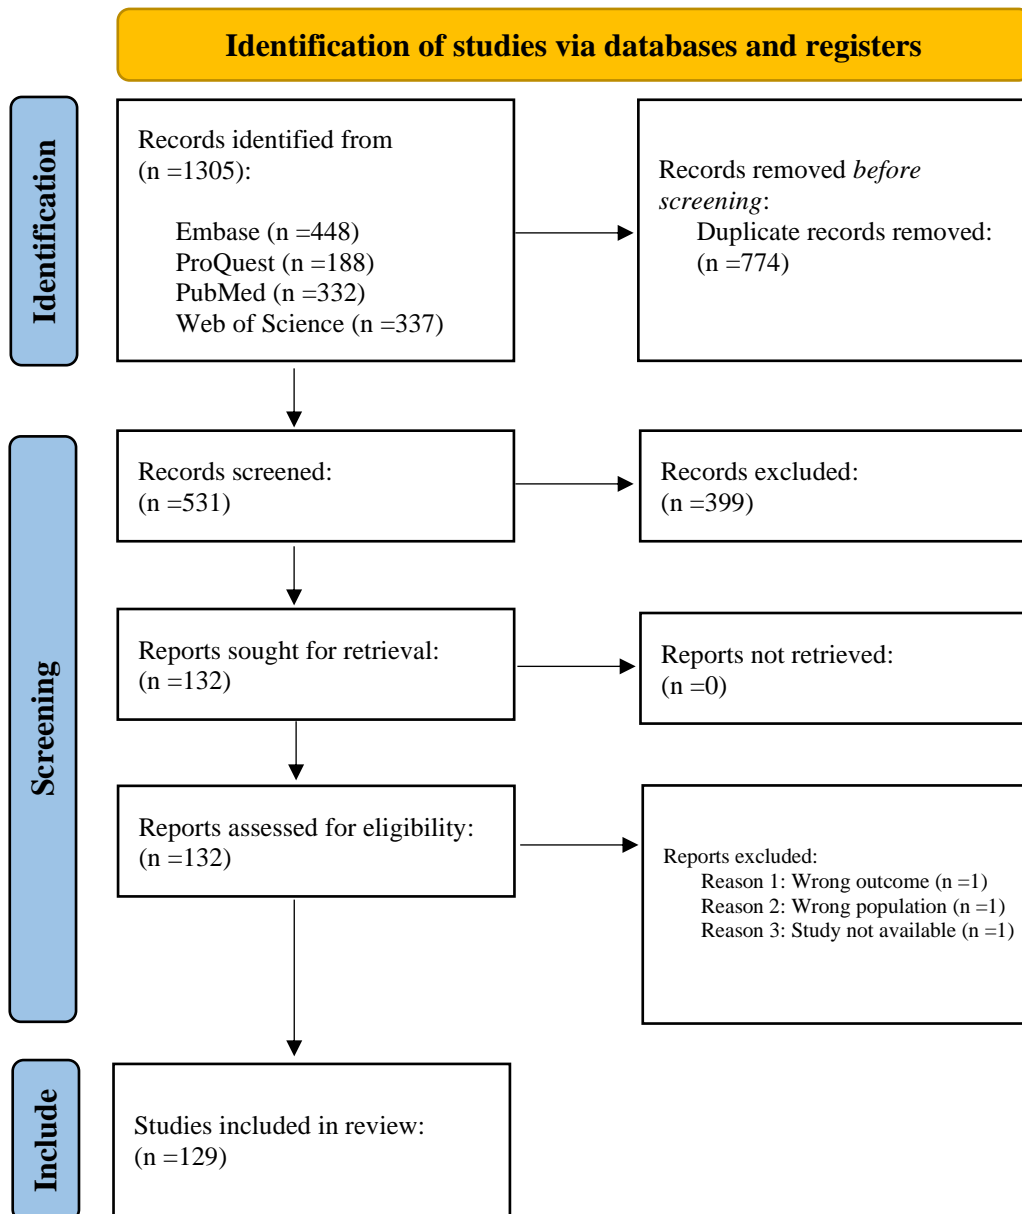 Identification of studies via databases and registers
Identification
Records identified from
(n =1305):
Embase (n =448)
ProQuest (n =188)
PubMed (n =332)
Web of Science (n =337)
Records removed before
screening:
Duplicate records removed:
(n =774)
Screening
Records screened:
(n =531)
Records excluded:
(n =399)
Reports sought for retrieval:
(n =132)
Reports not retrieved:
(n =0)
Reports assessed for eligibility:
(n =132)
Reports excluded:
Reason 1: Wrong outcome (n =1)
Reason 2: Wrong population (n =1)
Reason 3: Study not available (n =1)
Include
Studies included in review:
(n =129)